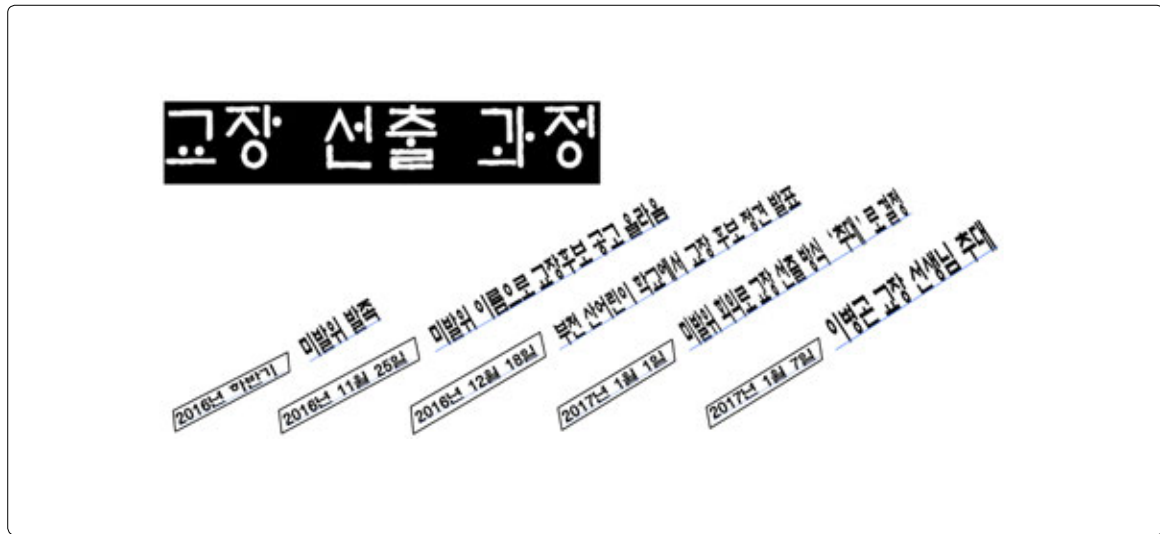 교장 선출 과정
2016년 하반기
미발위 발족
2016년 11월 25일
미발위 이름으로 교장후보 공고 올라옴
2016년 12월 18일
부천 산어린이 학교에서 교장 후보 정견 발표
2017년 1월 1일
미발위 회의로 교장 선출 방식 '추대'로 결정
2017년 1월 7일
이병곤 교장 선생님 추대